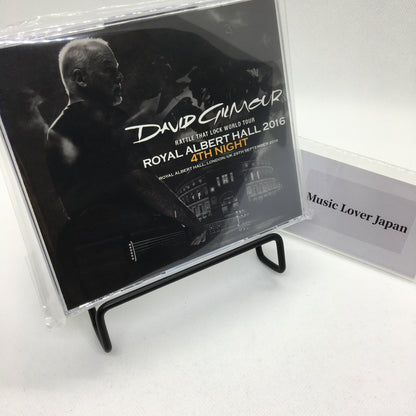 DAVID GILMOUR
RATTLE THAT LOCK WORLD TOUR
ROYAL ALBERT HALL 2016
4TH NIGHT
ROYAL ALBERT HALL, LONDON, UK 29TH SEPTEMBER 2016
Music Lover Japan